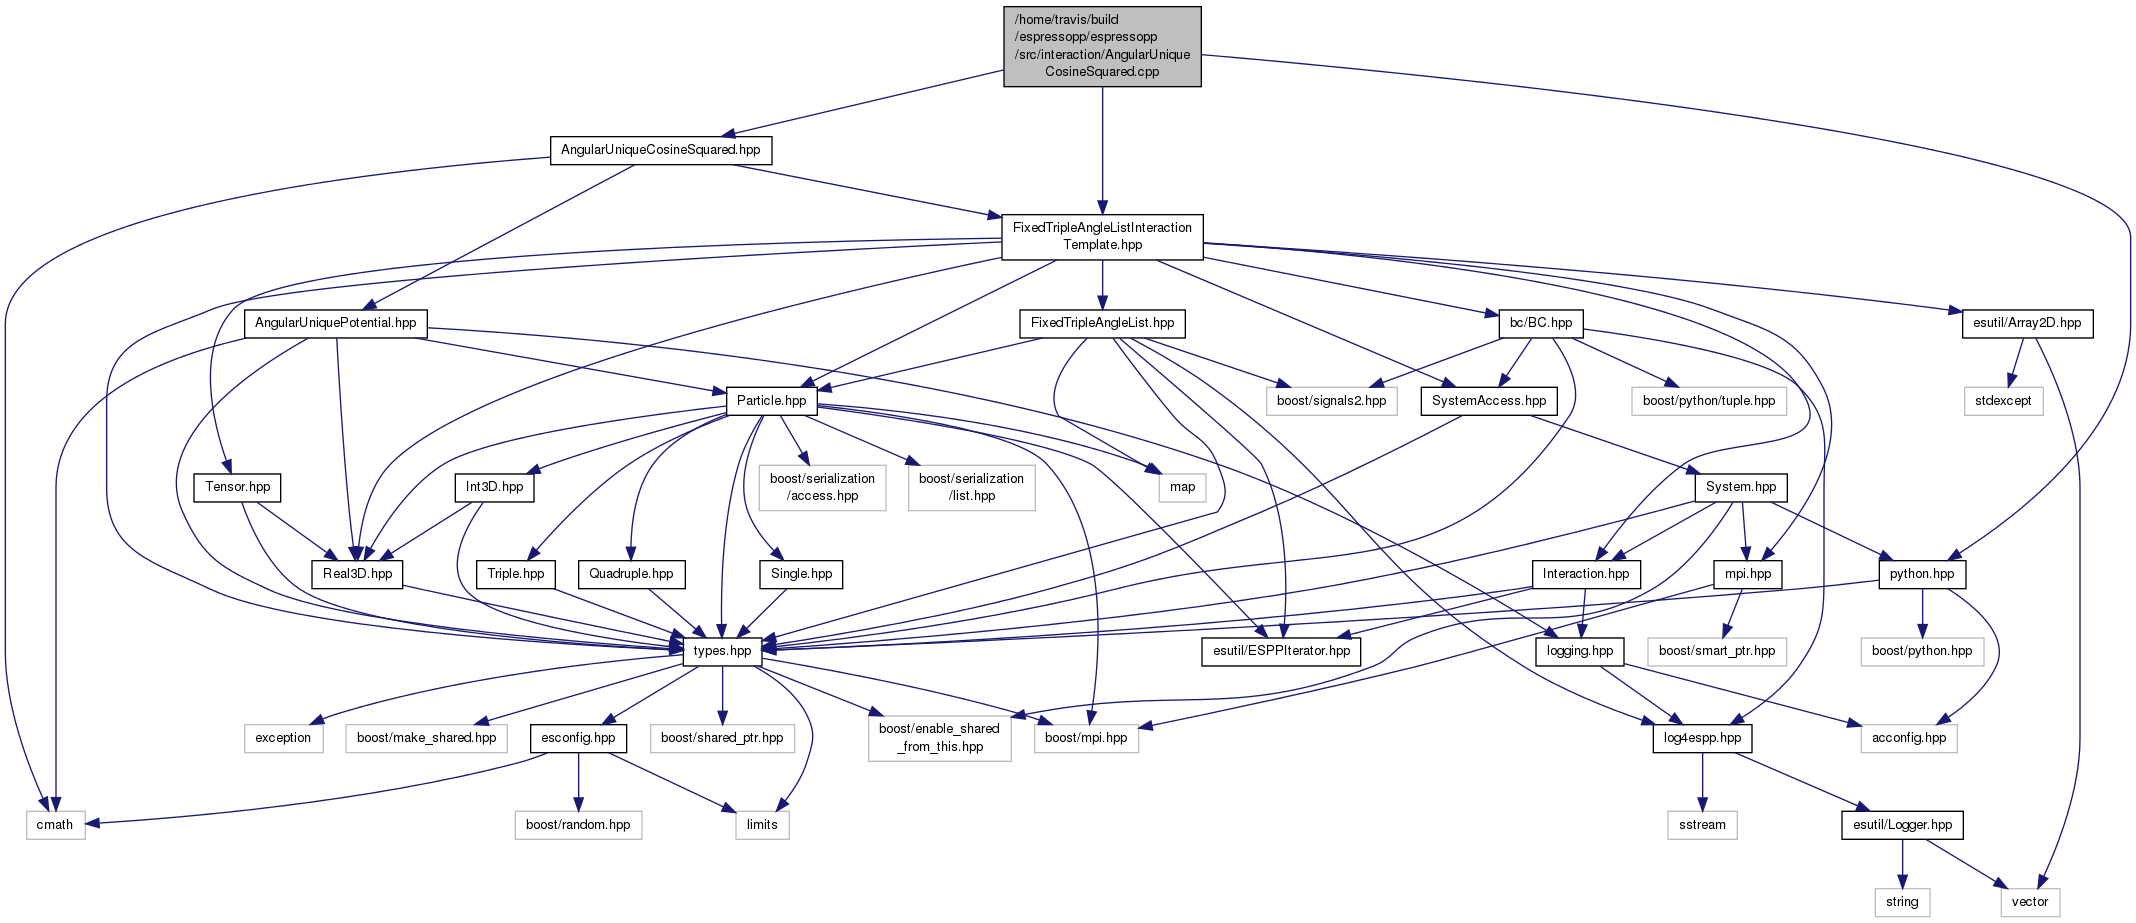 /home/travis/build
/espressopp/espressopp
/src/interaction/AngularUnique
CosineSquared.cpp
AngularUniqueCosineSquared.hpp
FixedTripleAngleListInteraction
Template.hpp
AngularUniquePotential.hpp
FixedTripleAngleList.hpp
bc/BC.hpp
esutil/Array2D.hpp
Particle.hpp
boost/signals2.hpp
SystemAccess.hpp
boost/python/tuple.hpp
stdexcept
Tensor.hpp
Int3D.hpp
boost/serialization
/access.hpp
boost/serialization
/list.hpp
map
System.hpp
Real3D.hpp
Triple.hpp
Quadruple.hpp
Single.hpp
Interaction.hpp
mpi.hpp
python.hpp
types.hpp
esutil/ESPPIterator.hpp
logging.hpp
boost/smart_ptr.hpp
boost/python.hpp
exception
boost/make_shared.hpp
esconfig.hpp
boost/shared_ptr.hpp
boost/enable_shared
_from_this.hpp
boost/mpi.hpp
log4espp.hpp
acconfig.hpp
cmath
boost/random.hpp
limits
sstream
esutil/Logger.hpp
string
vector